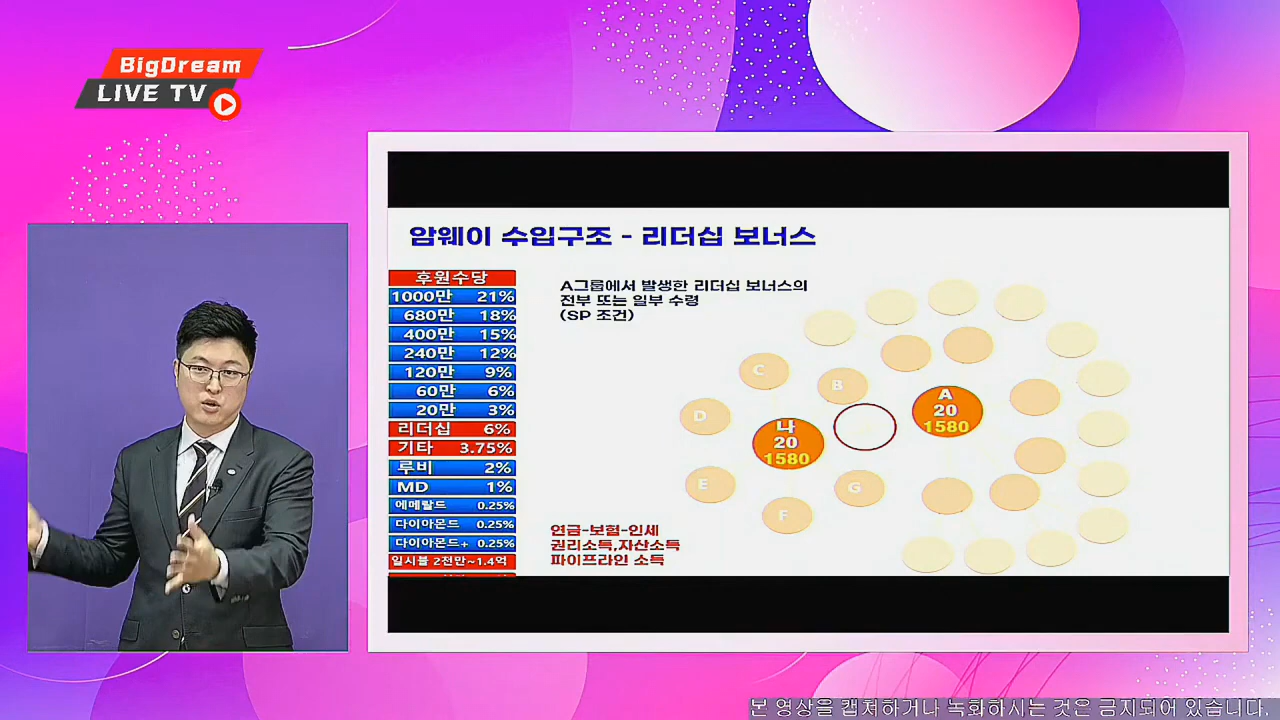 BigDream
LIVE TV
암웨이 수입구조 - 리더십 보너스
후원수당
1000만 21%
680만 18%
400만 15%
240만 12%
120만 9%
60만 6%
20만 3%
리더십 6%
기타 3.75%
루비 2%
MD 1%
에메랄드 0.25%
다이아몬드 0.25%
다이아몬드+ 0.25%
일시불 2천만~1.4억
A그룹에서 발생한 리더십 보너스의
전부 또는 일부 수령
(SP 조건)
C
B
D
A
20
1580
나
20
1580
E
G
F
연금-보험-인세
권리소득,자산소득
파이프라인 소득
본 영상을 캡쳐하거나 녹화하시는 것은 금지되어 있습니다.